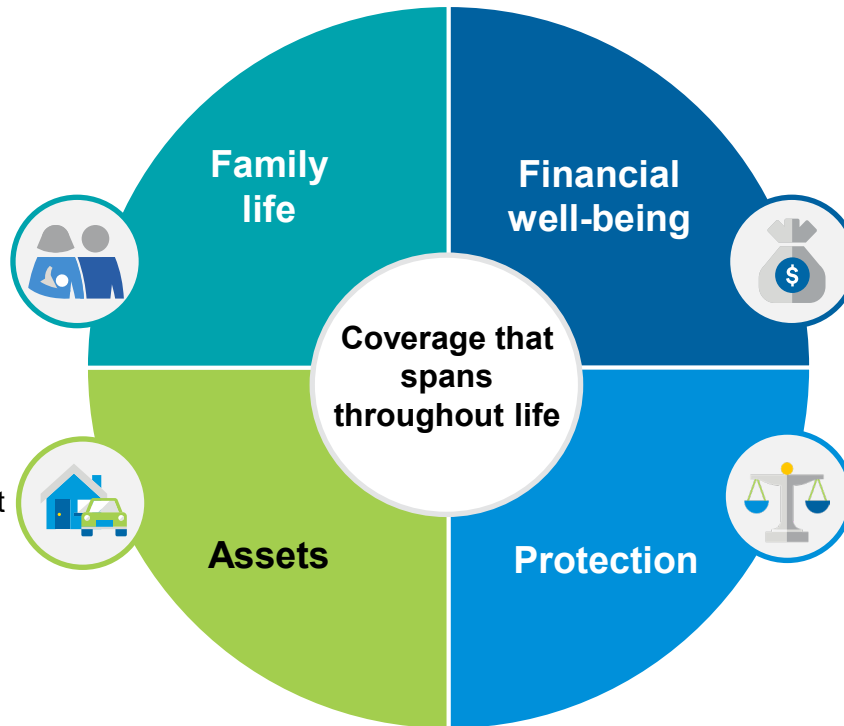 Family
life
Financial
well-being
$
Coverage that
spans
throughout life
t
Assets
Protection